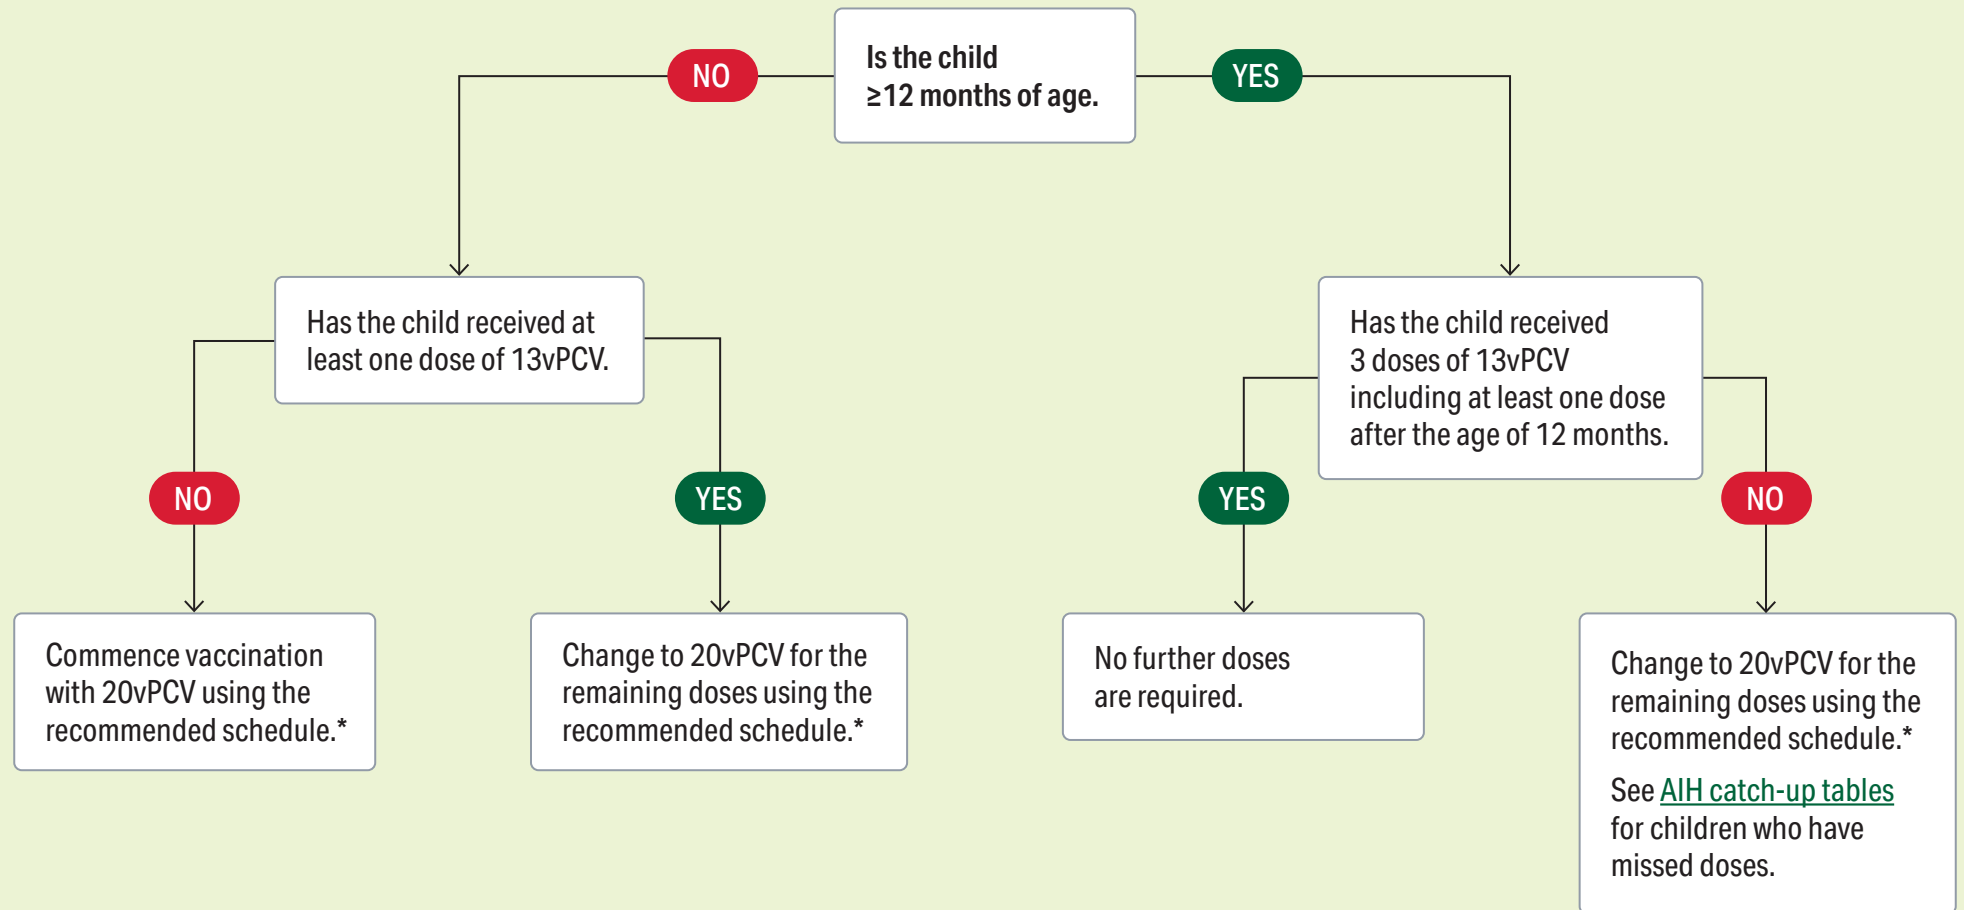 Is the child
≥12 months of age.
NO
YES
Has the child received at
least one dose of 13vPCV.
Has the child received
3 doses of 13vPCV
including at least one dose
after the age of 12 months.
NO
YES
YES
NO
Commence vaccination
with 20vPCV using the
recommended schedule.*
Change to 20vPCV for the
remaining doses using the
recommended schedule.*
No further doses
are required.
Change to 20vPCV for the
remaining doses using the
recommended schedule.*
See AIH catch-up tables
for children who have
missed doses.